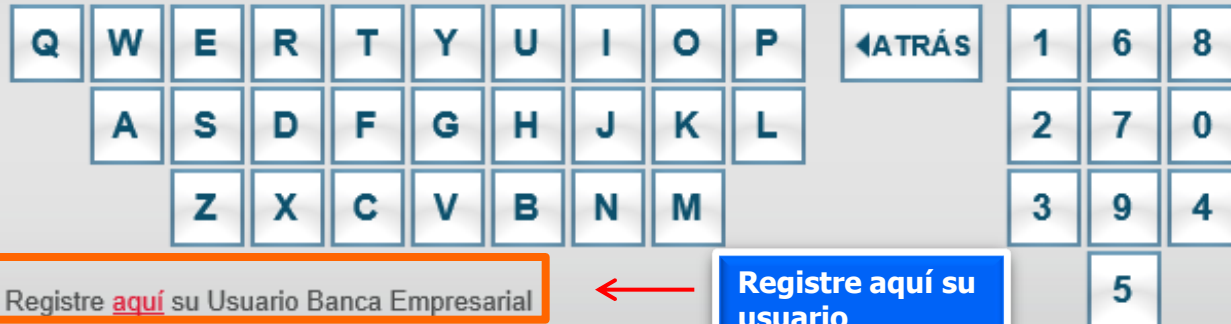 Q W E R T Y U I O P ATRÁS 1 6 8
A S D F G H J K L 2 7 0
Z X C V B N M 3 9 4
5
Registre aquí su Usuario Banca Empresarial
Registre aquí su
usuario